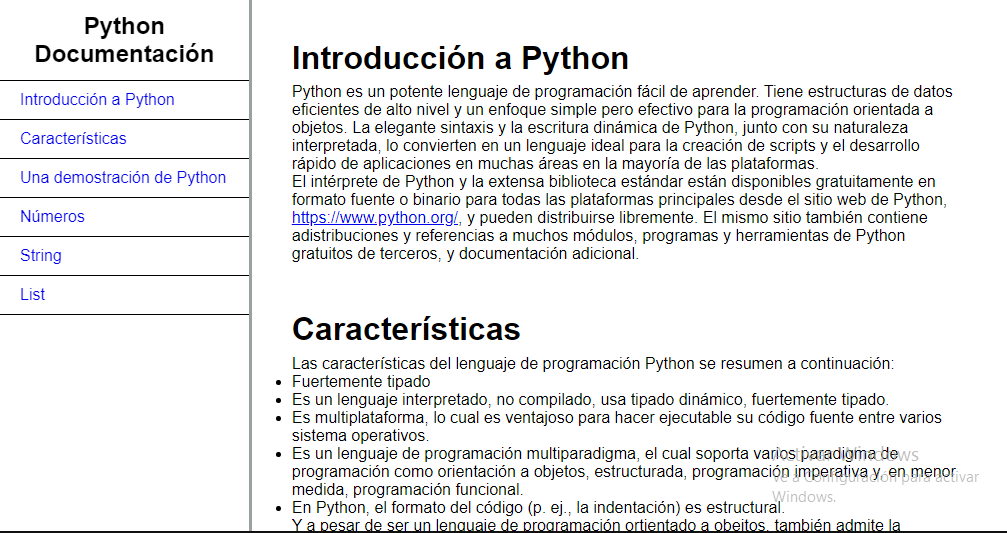 Python
Documentación
Introducción a Python
Características
Una demostración de Python
Números
String
List
Introducción a Python
Python es un potente lenguaje de programación fácil de aprender. Tiene estructuras de datos
eficientes de alto nivel y un enfoque simple pero efectivo para la programación orientada a
objetos. La elegante sintaxis y la escritura dinámica de Python, junto con su naturaleza
interpretada, lo convierten en un lenguaje ideal para la creación de scripts y el desarrollo
rápido de aplicaciones en muchas áreas en la mayoría de las plataformas.
El intérprete de Python y la extensa biblioteca estándar están disponibles gratuitamente en
formato fuente o binario para todas las plataformas principales desde el sitio web de Python,
https://www.python.org/, y pueden distribuirse libremente. El mismo sitio también contiene
adistribuciones y referencias a muchos módulos, programas y herramientas de Python
gratuitos de terceros, y documentación adicional.
Características
Las características del lenguaje de programación Python se resumen a continuación:
Fuertemente tipado
Es un lenguaje interpretado, no compilado, usa tipado dinámico, fuertemente tipado.
Es multiplataforma, lo cual es ventajoso para hacer ejecutable su código fuente entre varios
sistema operativos.
Es un lenguaje de programación multiparadigma, el cual soporta varios paradigma de
programación como orientación a objetos, estructurada, programación imperativa y, en menor
medida, programación funcional.
En Python, el formato del código (p. ej., la indentación) es estructural.
Y a pesar de ser un lenguaje de programación ortientado a objeitos, también admite la
Activar Windows
Ve a Configuración para activar
Windows.